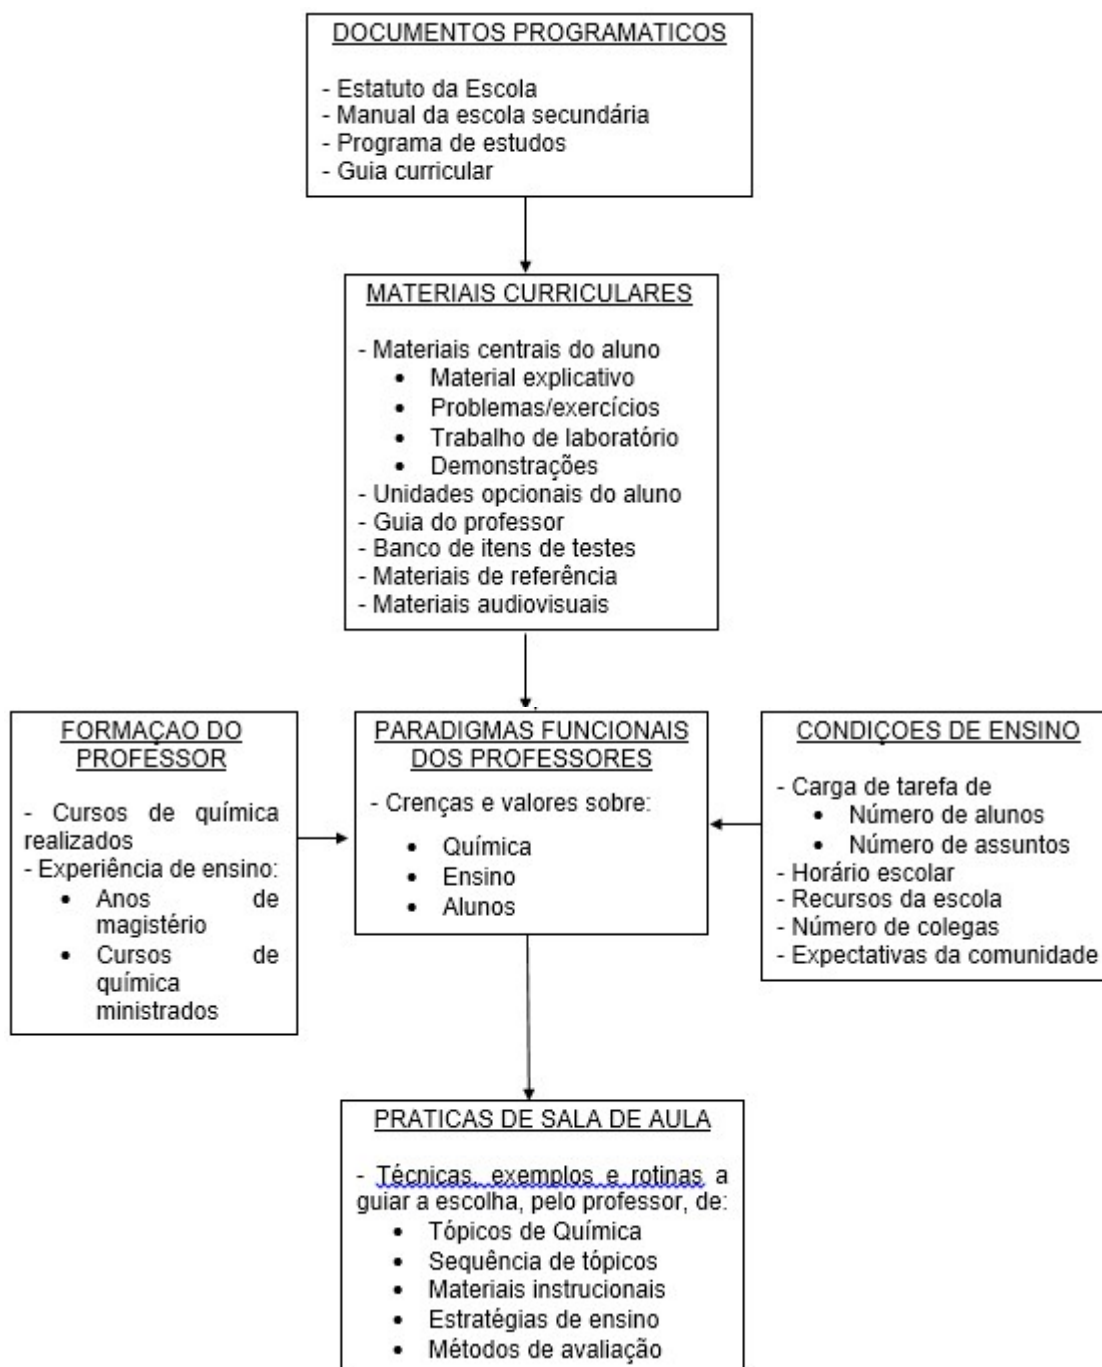 DOCUMENTOS PROGRAMATICOS
- Estatuto da Escola
- Manual da escola secundária
- Programa de estudos
- Guia curricular
MATERIAIS CURRICULARES
- Materiais centrais do aluno
• Material explicativo
• Problemas/exercícios
• Trabalho de laboratório
• Demonstrações
- Unidades opcionais do aluno
- Guia do professor
- Banco de itens de testes
- Materiais de referência
- Materiais audiovisuais
FORMAÇAO DO
PROFESSOR
- Cursos de química
realizados
- Experiência de ensino:
• Anos de
magistério
• Cursos de
química
ministrados
PARADIGMAS FUNCIONAIS
DOS PROFESSORES
- Crenças e valores sobre:
• Química
• Ensino
• Alunos
CONDIÇOES DE ENSINO
- Carga de tarefa de
• Número de alunos
• Número de assuntos
- Horário escolar
- Recursos da escola
- Número de colegas
- Expectativas da comunidade
PRATICAS DE SALA DE AULA
- Técnicas, exemplos e rotinas a
guiar a escolha, pelo professor, de:
• Tópicos de Química
• Sequência de tópicos
• Materiais instrucionais
• Estratégias de ensino
• Métodos de avaliação